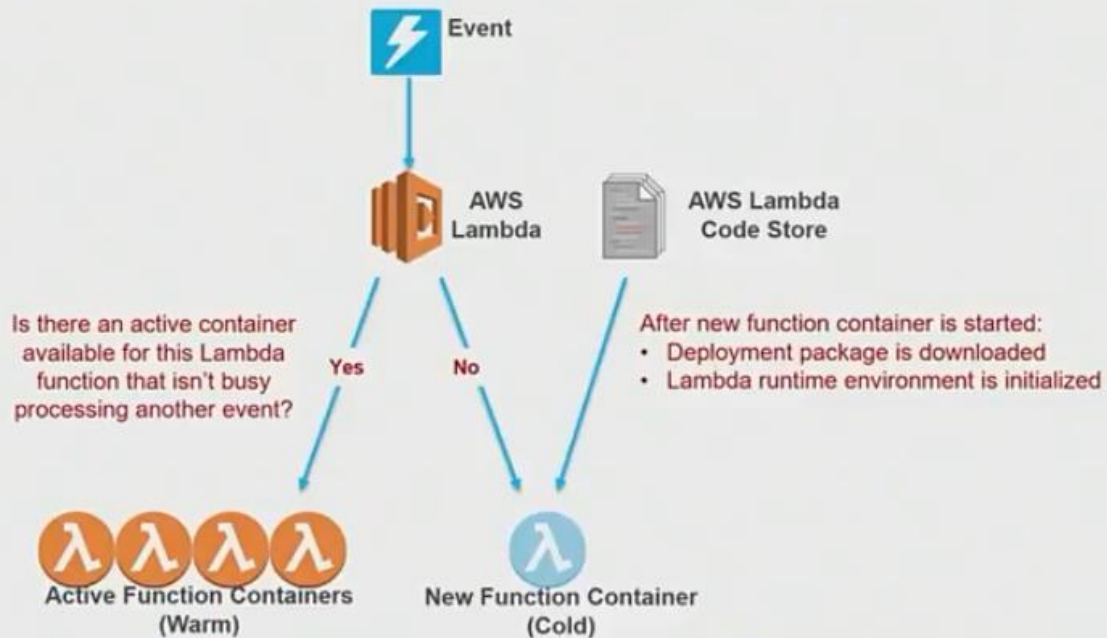 Event
AWS
Lambda
AWS Lambda
Code Store
Is there an active container
available for this Lambda
function that isn't busy
processing another event?
Yes
No
After new function container is started:
• Deployment package is downloaded
• Lambda runtime environment is initialized
λ λ λ λ
λ
Active Function Containers
(Warm)
New Function Container
(Cold)